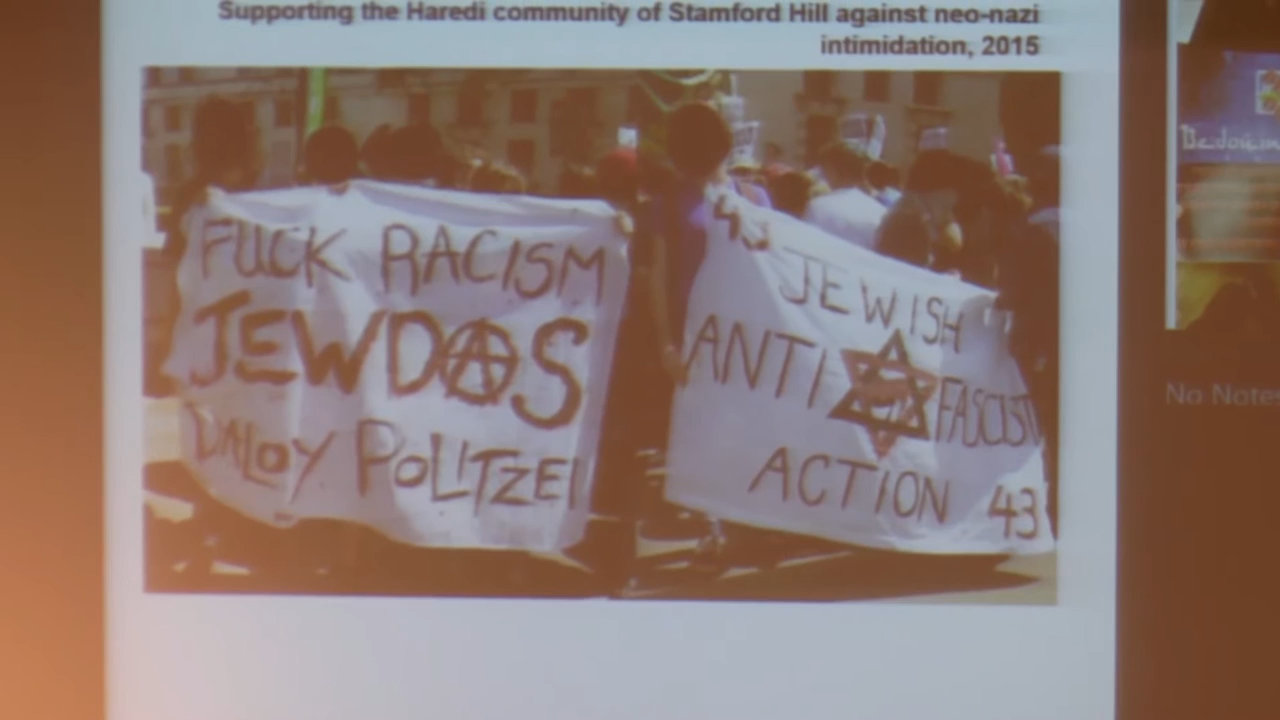 Supporting the Haredi community of Stamford Hill against neo-nazi
intimidation, 2015
FUCK RACISM
JEWDAS
DALOY POLITZEI
43
JEWISH
ANTI FASCIST
ACTION 43
No Notes